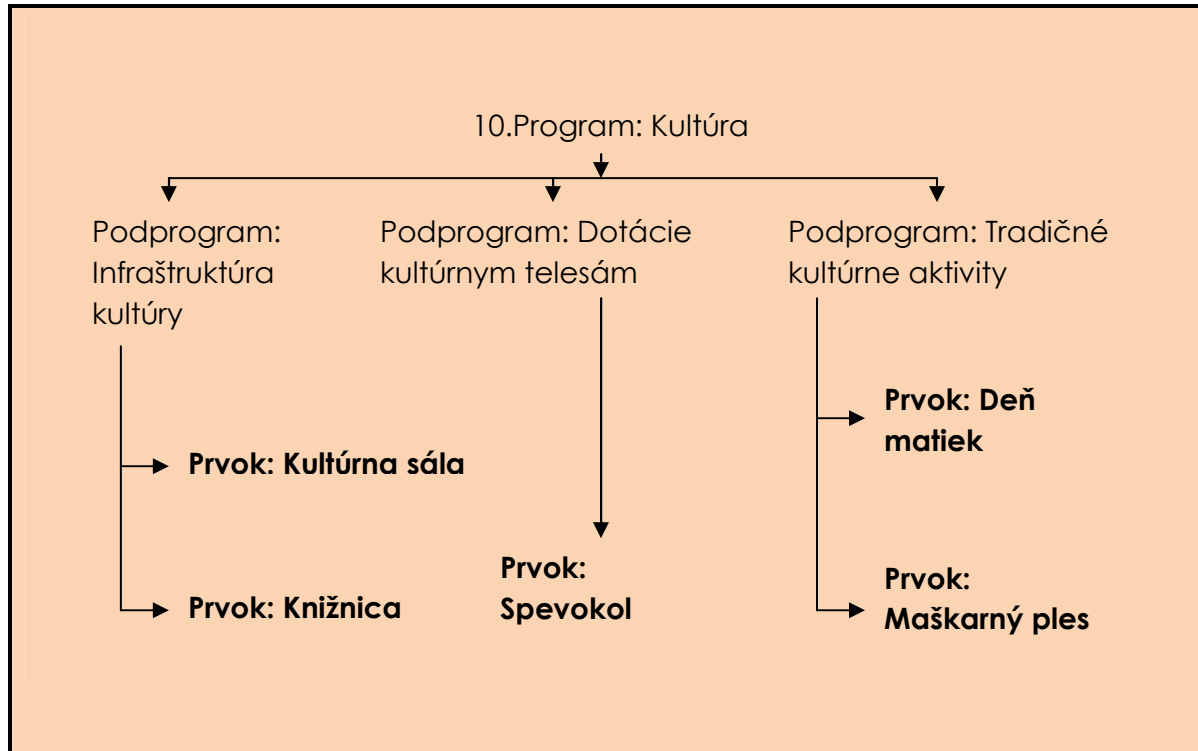 10.Program: Kultúra
Podprogram:
Infraštruktúra
kultúry
Podprogram: Dotácie
kultúrnym telesám
Podprogram: Tradičné
kultúrne aktivity
Prvok: Kultúrna sála
Prvok: Knižnica
Prvok:
Spevokol
Prvok: Deň
matiek
Prvok:
Maškarný ples